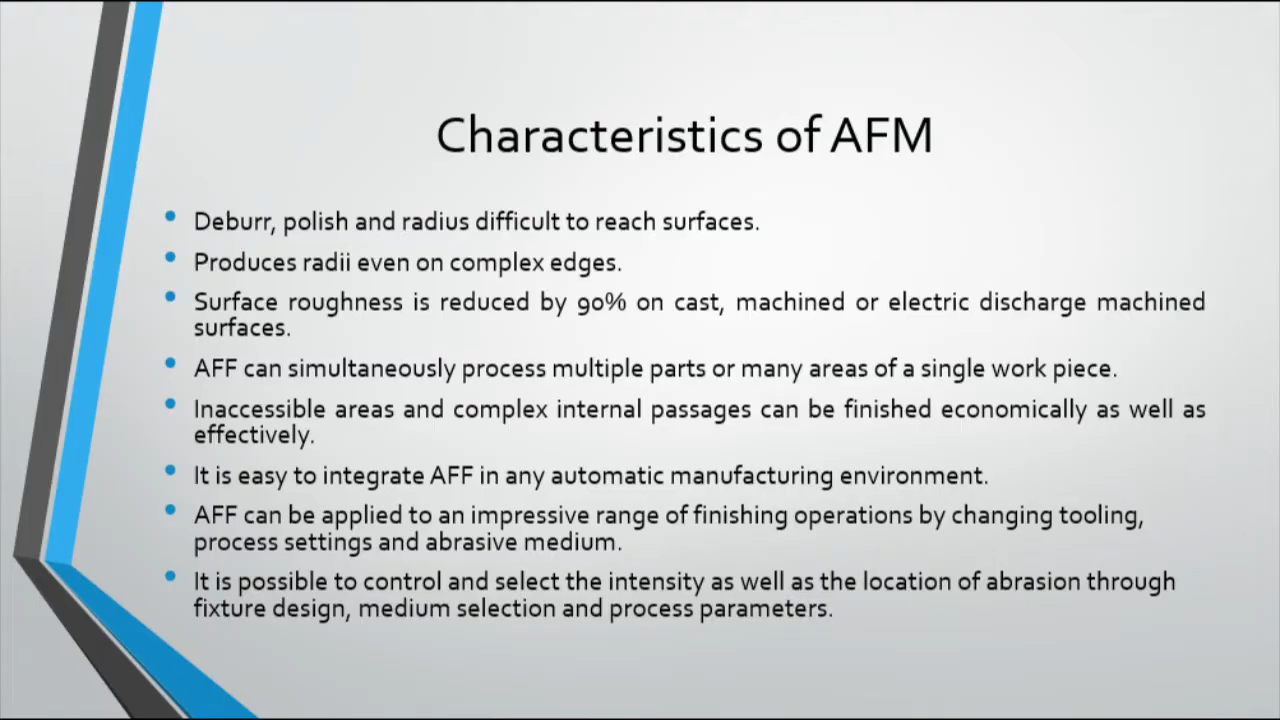 Characteristics of AFM
• Deburr, polish and radius difficult to reach surfaces.
• Produces radii even on complex edges.
• Surface roughness is reduced by 90% on cast, machined or electric discharge machined
surfaces.
• AFF can simultaneously process multiple parts or many areas of a single work piece.
• Inaccessible areas and complex internal passages can be finished economically as well as
effectively.
• It is easy to integrate AFF in any automatic manufacturing environment.
• AFF can be applied to an impressive range of finishing operations by changing tooling,
process settings and abrasive medium.
• It is possible to control and select the intensity as well as the location of abrasion through
fixture design, medium selection and process parameters.